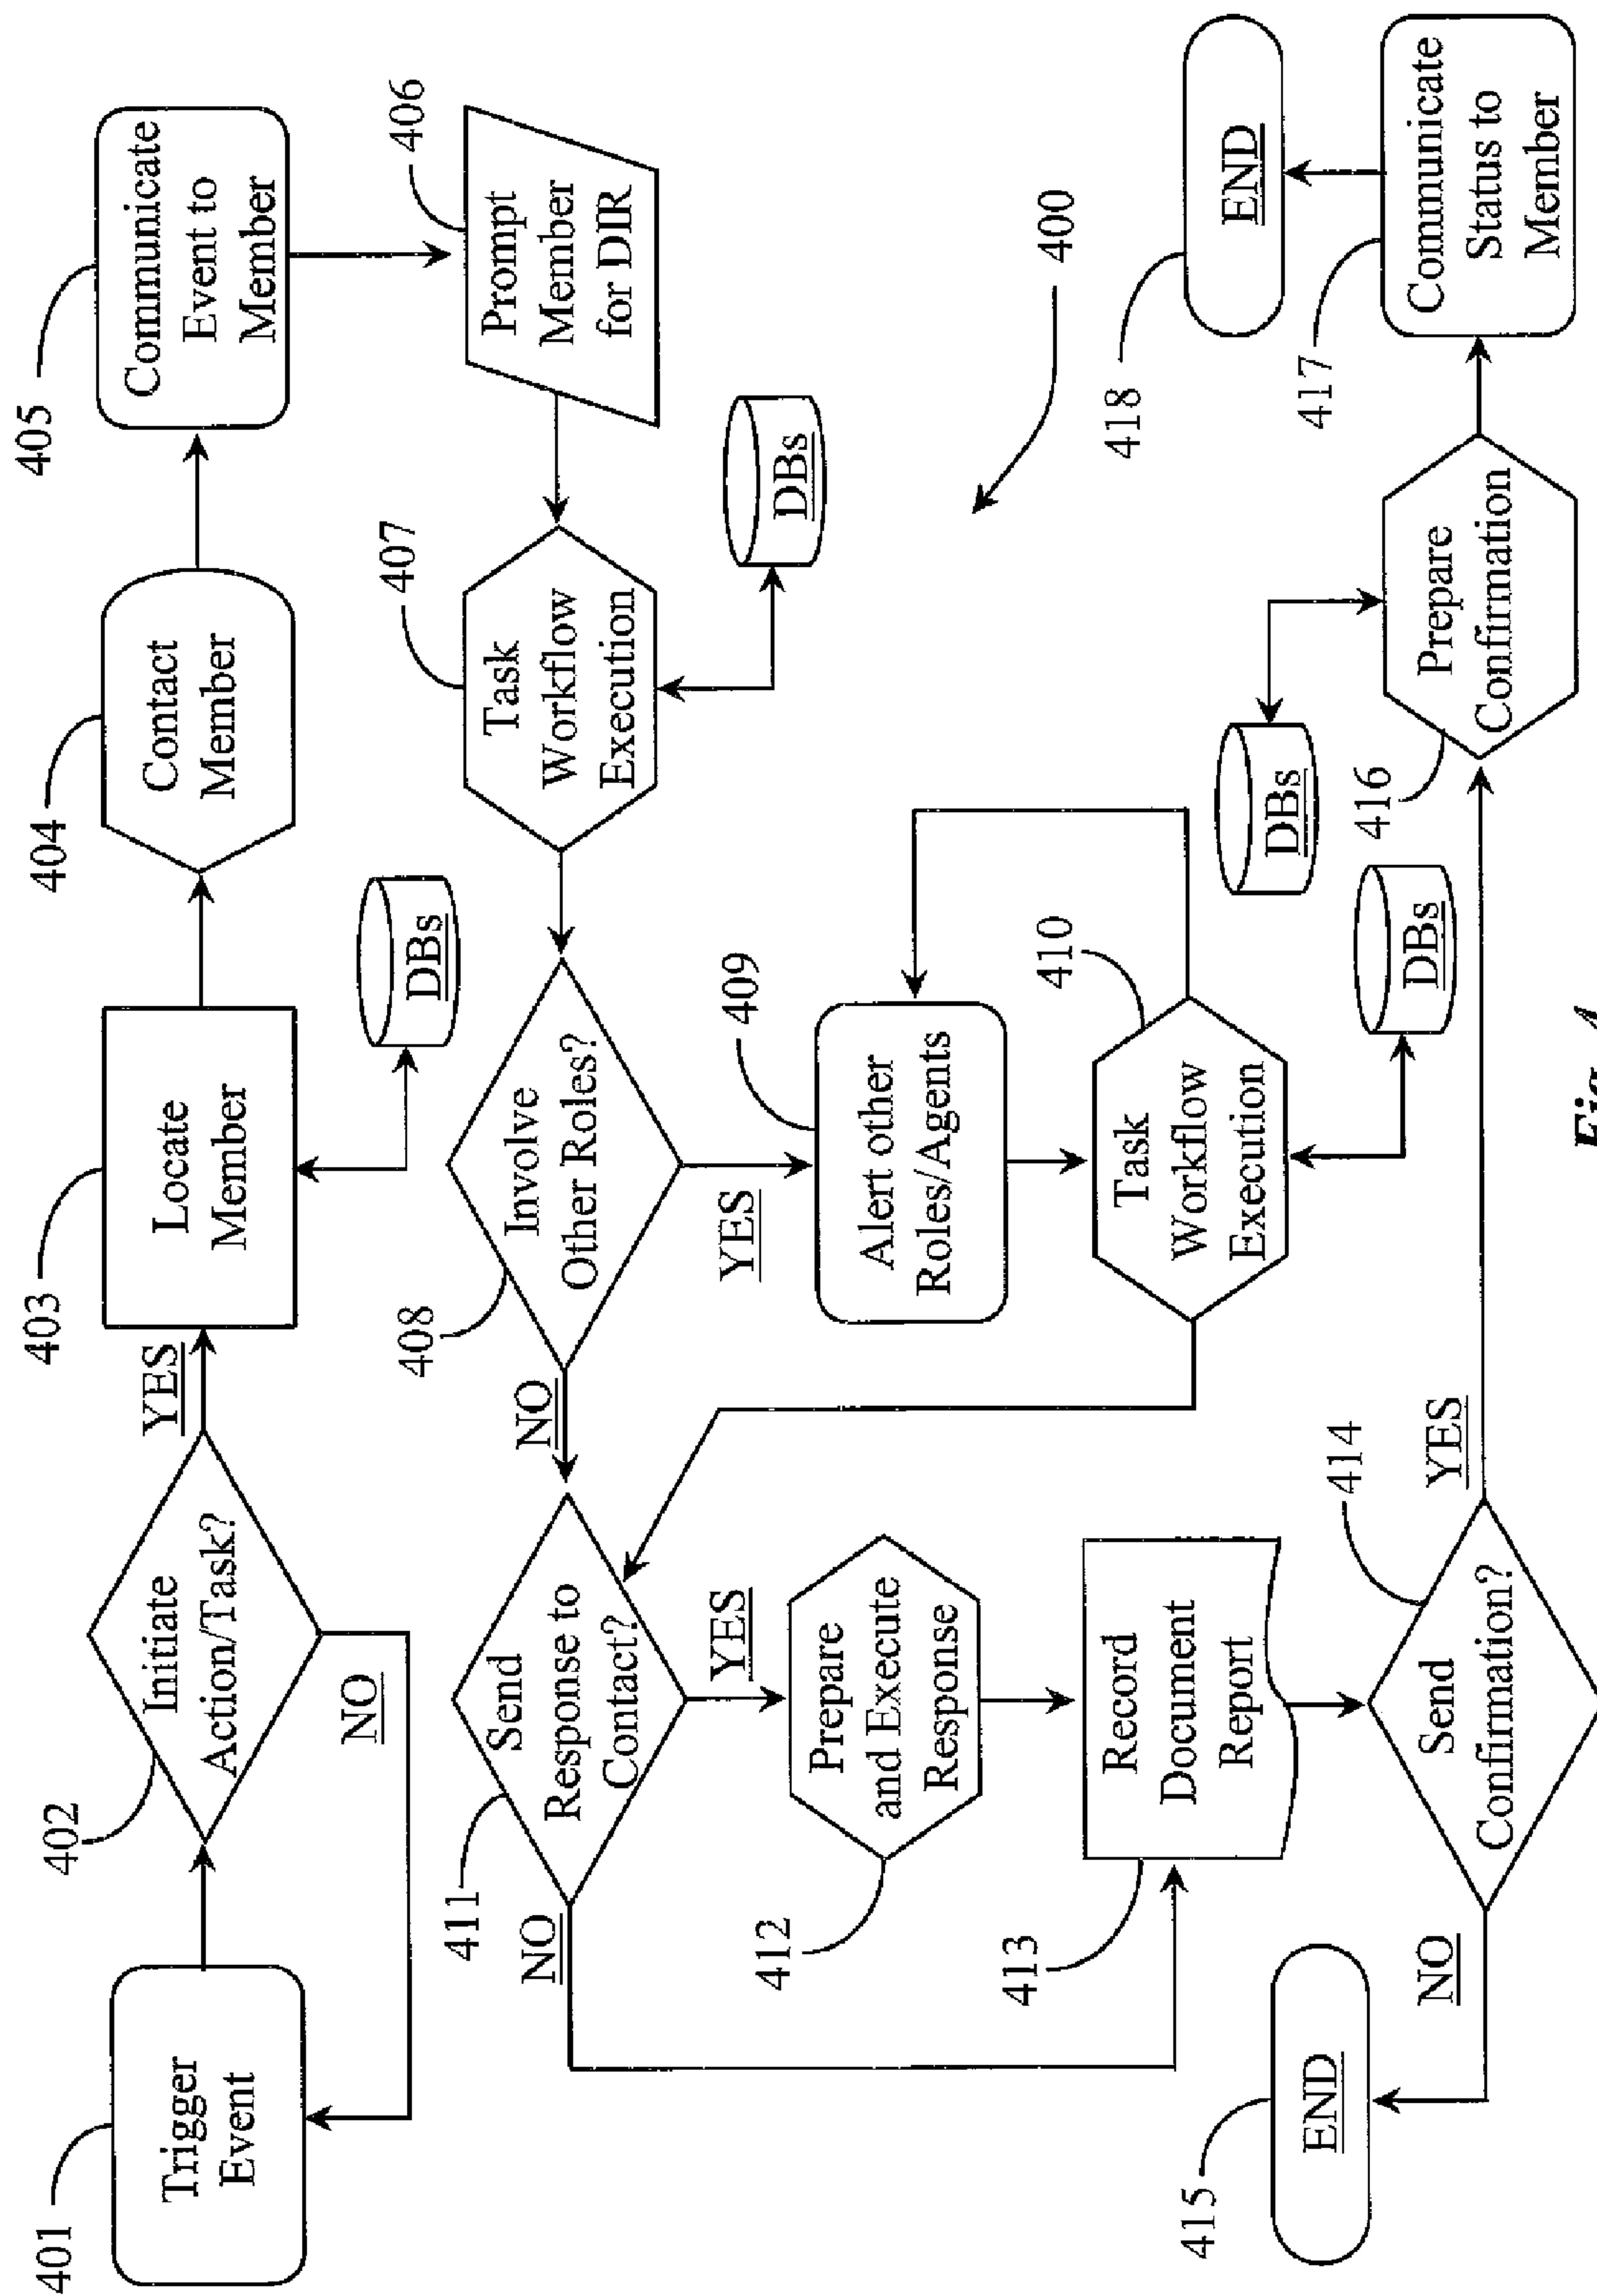 401
Trigger
Event
402
Initiate
Action/Task?
YES
NO
403
Locate
Member
DBs
404
Contact
Member
405
Communicate
Event to
Member
406
Prompt
Member
for DIR
407
Task
Workflow
Execution
DBs
408
Involve
Other Roles?
NO
YES
409
Alert other
Roles/Agents
410
Task
Workflow
Execution
DBs
411
Send
Response to
Contact?
NO
YES
412
Prepare
and Execute
Response
413
Record
Document
Report
414
Send
Confirmation?
NO
YES
415
END
416
Prepare
Confirmation
DBs
417
Communicate
Status to
Member
418
END
400
Fig. 4